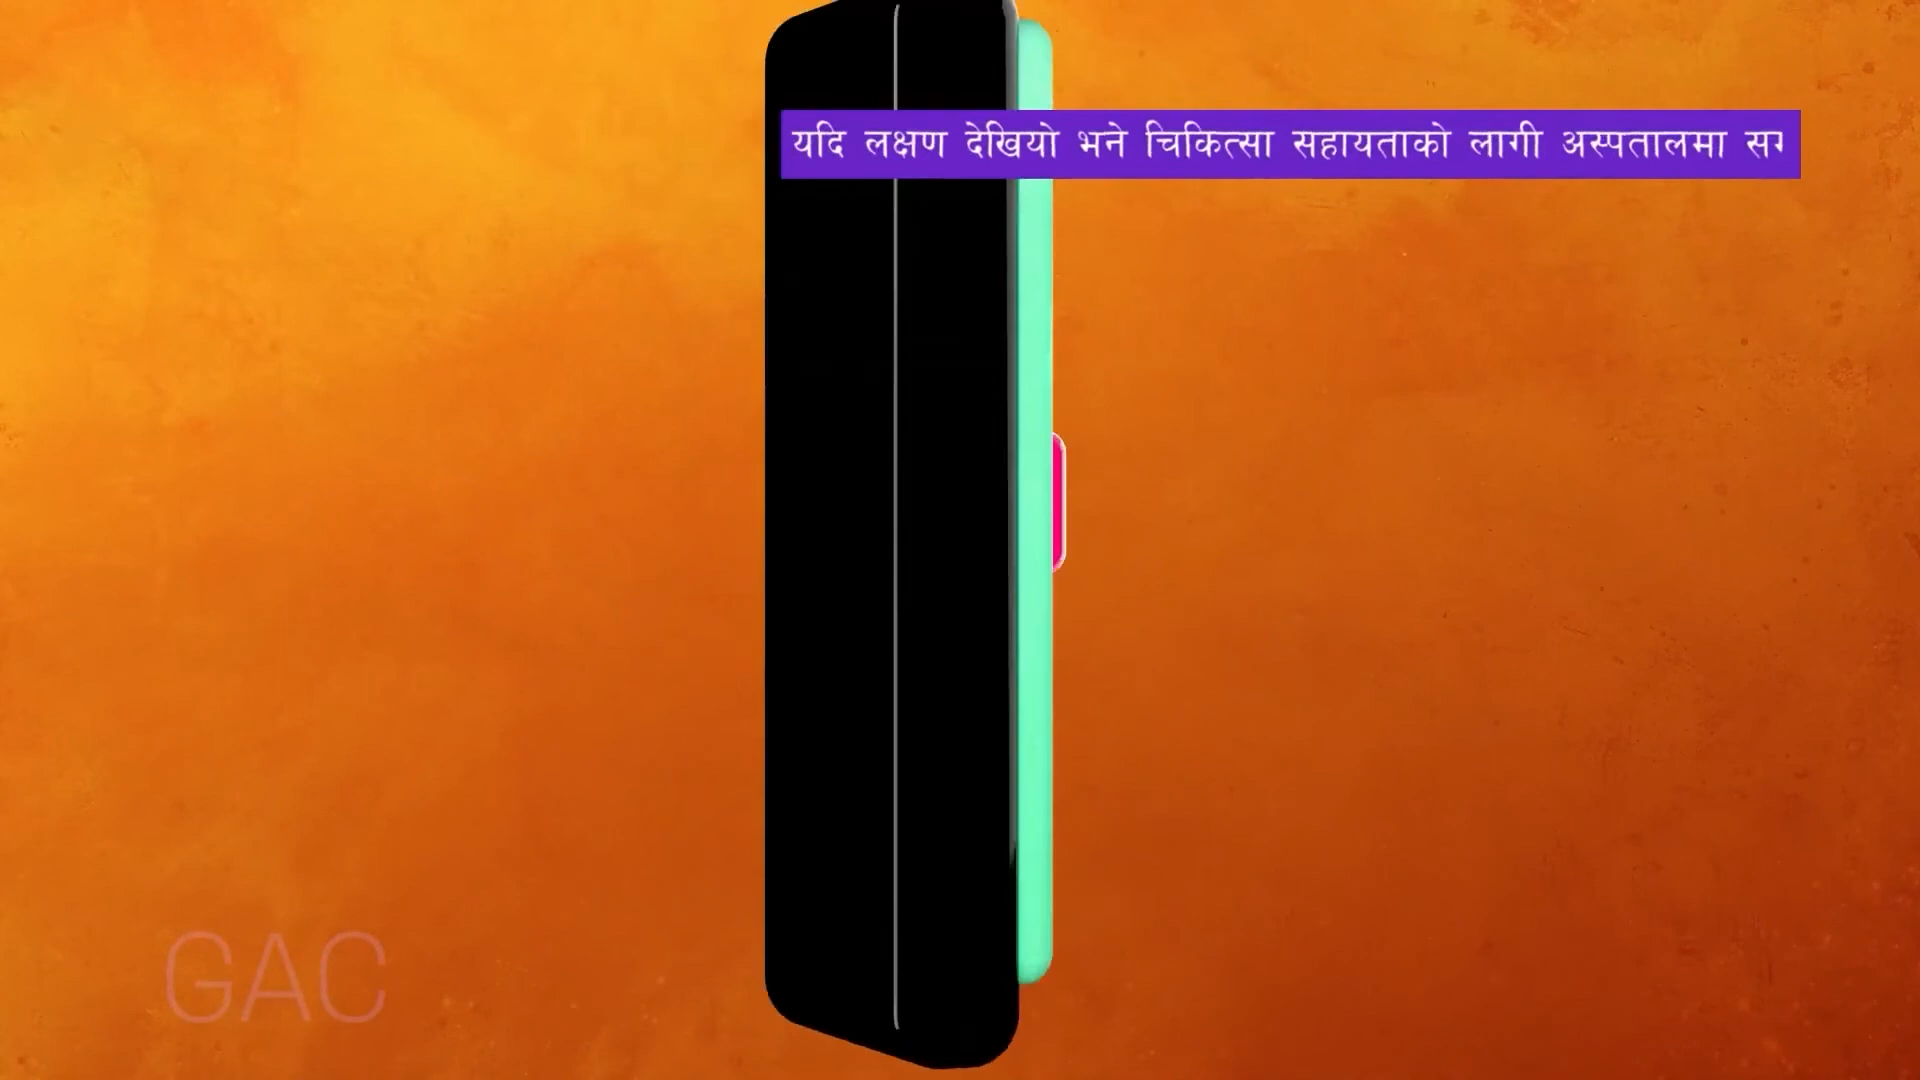 यदि लक्षण देखियो भने चिकित्सा सहायताको लागी अस्पतालमा
GAC